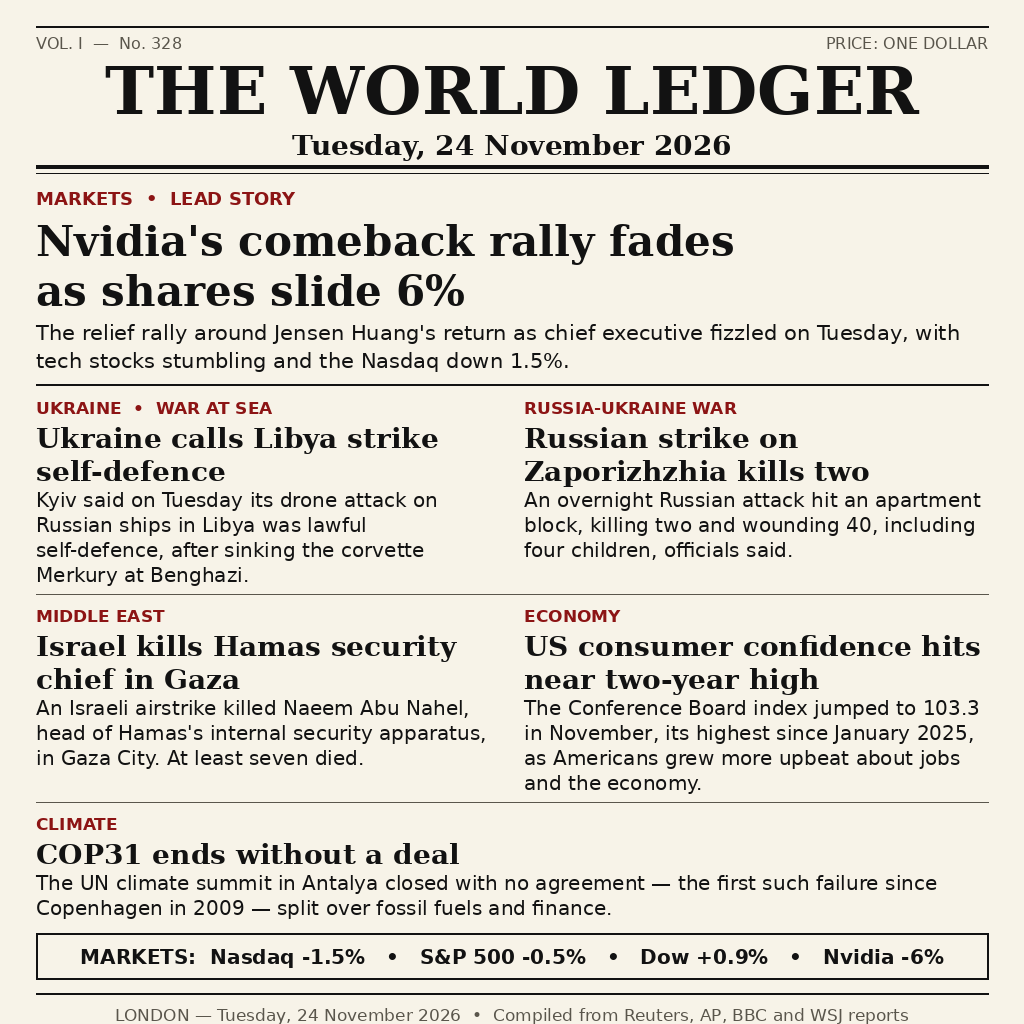 VOL. I — No. 328
PRICE: ONE DOLLAR
THE WORLD LEDGER
Tuesday, 24 November 2026
MARKETS • LEAD STORY
Nvidia's comeback rally fades
as shares slide 6%
The relief rally around Jensen Huang's return as chief executive fizzled on Tuesday, with
tech stocks stumbling and the Nasdaq down 1.5%.
UKRAINE • WAR AT SEA
Ukraine calls Libya strike
self-defence
Kyiv said on Tuesday its drone attack on
Russian ships in Libya was lawful
self-defence, after sinking the corvette
Merkury at Benghazi.
RUSSIA-UKRAINE WAR
Russian strike on
Zaporizhzhia kills two
An overnight Russian attack hit an apartment
block, killing two and wounding 40, including
four children, officials said.
MIDDLE EAST
Israel kills Hamas security
chief in Gaza
An Israeli airstrike killed Naeem Abu Nahel,
head of Hamas's internal security apparatus,
in Gaza City. At least seven died.
ECONOMY
US consumer confidence hits
near two-year high
The Conference Board index jumped to 103.3
in November, its highest since January 2025,
as Americans grew more upbeat about jobs
and the economy.
CLIMATE
COP31 ends without a deal
The UN climate summit in Antalya closed with no agreement — the first such failure since
Copenhagen in 2009 — split over fossil fuels and finance.
MARKETS: Nasdaq -1.5% • S&P 500 -0.5% • Dow +0.9% • Nvidia -6%
LONDON — Tuesday, 24 November 2026 • Compiled from Reuters, AP, BBC and WSJ reports